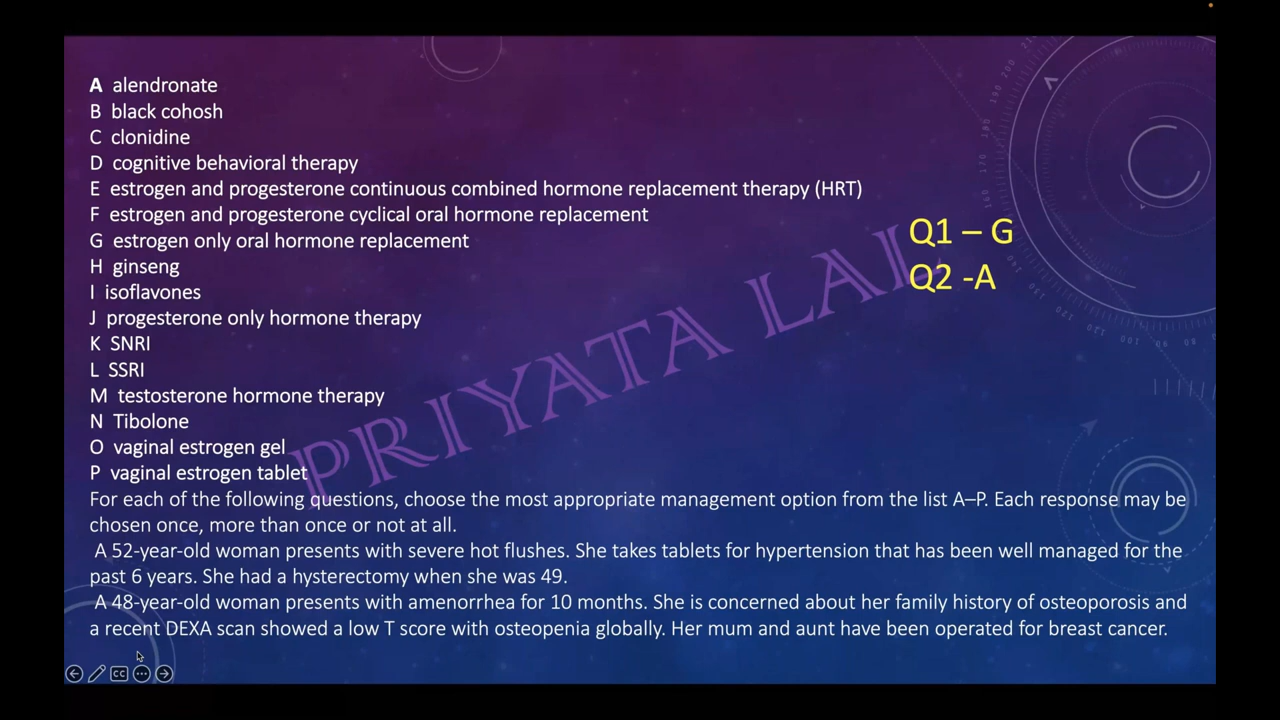 A alendronate
B black cohosh
C clonidine
D cognitive behavioral therapy
E estrogen and progesterone continuous combined hormone replacement therapy (HRT)
F estrogen and progesterone cyclical oral hormone replacement
G estrogen only oral hormone replacement
H ginseng
I isoflavones
J progesterone only hormone therapy
K SNRI
L SSRI
M testosterone hormone therapy
N Tibolone
O vaginal estrogen gel
P vaginal estrogen tablet
For each of the following questions, choose the most appropriate management option from the list A–P. Each response may be
chosen once, more than once or not at all.
A 52-year-old woman presents with severe hot flushes. She takes tablets for hypertension that has been well managed for the
past 6 years. She had a hysterectomy when she was 49.
A 48-year-old woman presents with amenorrhea for 10 months. She is concerned about her family history of osteoporosis and
a recent DEXA scan showed a low T score with osteopenia globally. Her mum and aunt have been operated for breast cancer.
Q1 – G
Q2 -A
PRIYATA LAL
CC